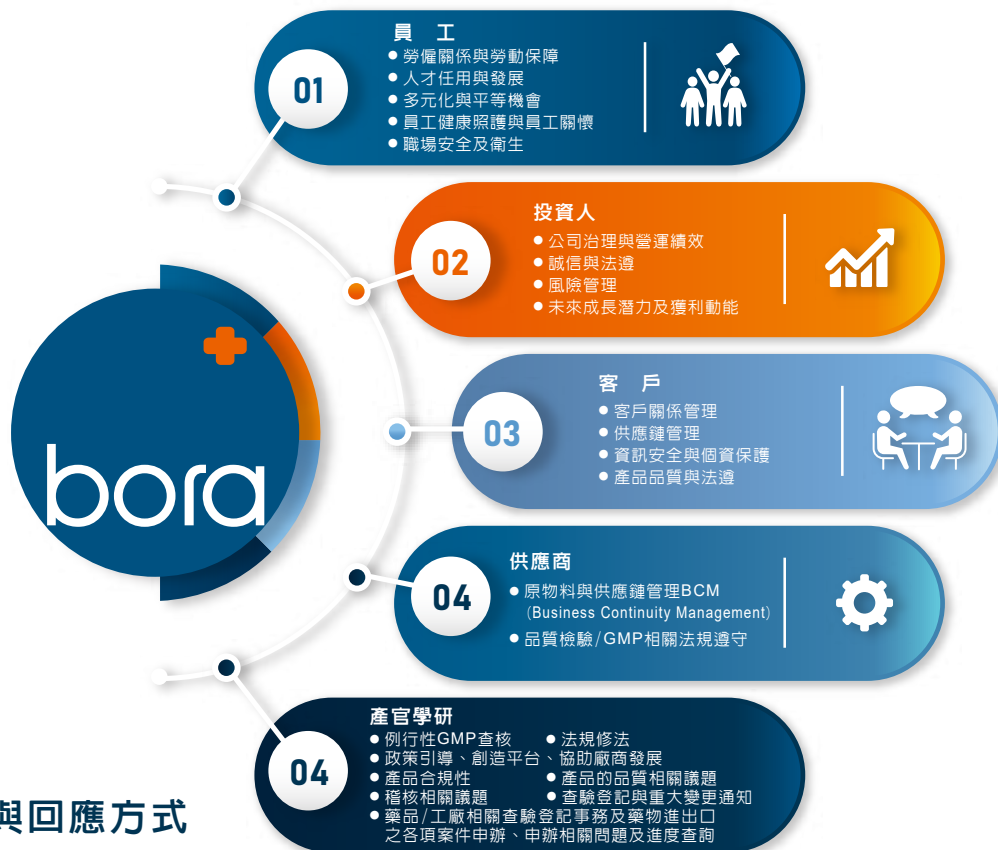 員 工
01
● 勞僱關係與勞動保障
● 人才任用與發展
● 多元化與平等機會
● 員工健康照護與員工關懷
● 職場安全及衛生
投資人
02
● 公司治理與營運績效
● 誠信與法遵
● 風險管理
● 未來成長潛力及獲利動能
bora
客 戶
03
● 客戶關係管理
● 供應鏈管理
● 資訊安全與個資保護
● 產品品質與法遵
供應商
04
● 原物料與供應鏈管理BCM
(Business Continuity Management)
● 品質檢驗/GMP相關法規遵守
產官學研
04
● 例行性GMP查核 ● 法規修法
● 政策引導、創造平台、協助廠商發展
● 產品合規性 ● 產品的品質相關議題
● 稽核相關議題 ● 查驗登記與重大變更通知
● 藥品/工廠相關查驗登記事務及藥物進出口
之各項案件申辦、申辦相關問題及進度查詢
與回應方式